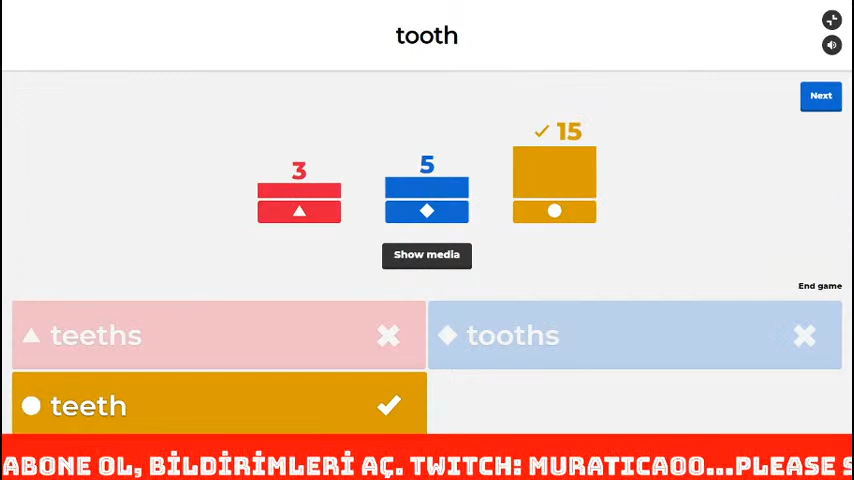 tooth
Next
3
5
15
Show media
End game
teeths
tooths
teeth
ABONE OL, BİLDİRİMLERİ AÇ. TWITCH: MURATICAOO...PLEASE S